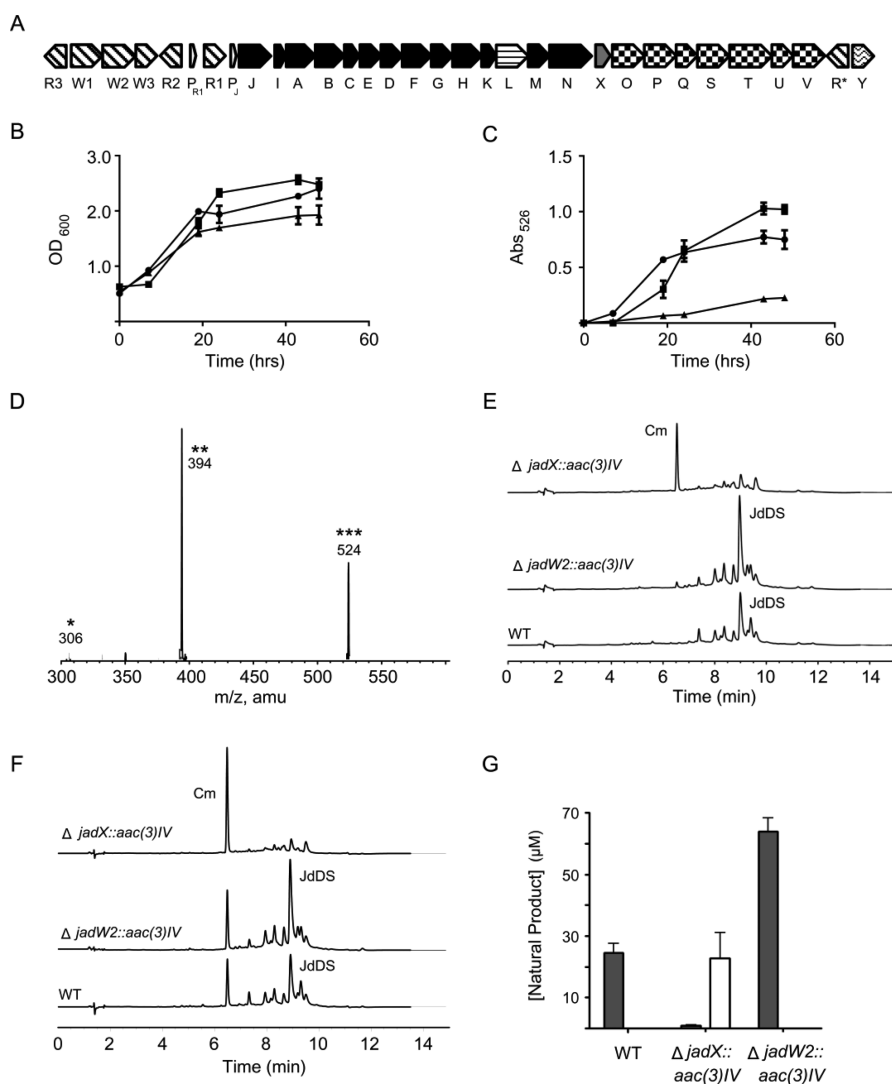 A
R3 W1 W2 W3 R2 P R1 R1 P J J I A B C E D F G H K L M N X O P Q S T U V R* Y
B
3.0
2.0
1.0
OD 600
0 20 40 60
Time (hrs)
C
1.5
1.0
0.5
Abs 526
0 20 40 60
Time (hrs)
D
**
394
***
524
*
306
300 350 400 450 500 550
m/z, amu
E
Cm
Δ jadX::aac(3)IV
JdDS
Δ jadW2::aac(3)IV
JdDS
WT
0 2 4 6 8 10 12 14
Time (min)
F
Cm
Δ jadX::aac(3)IV
JdDS
Δ jadW2::aac(3)IV
JdDS
WT
0 2 4 6 8 10 12 14
Time (min)
G
70
50
30
10
[Natural Product] (μM)
WT Δ jadX:: Δ jadW2::
aac(3)IV aac(3)IV